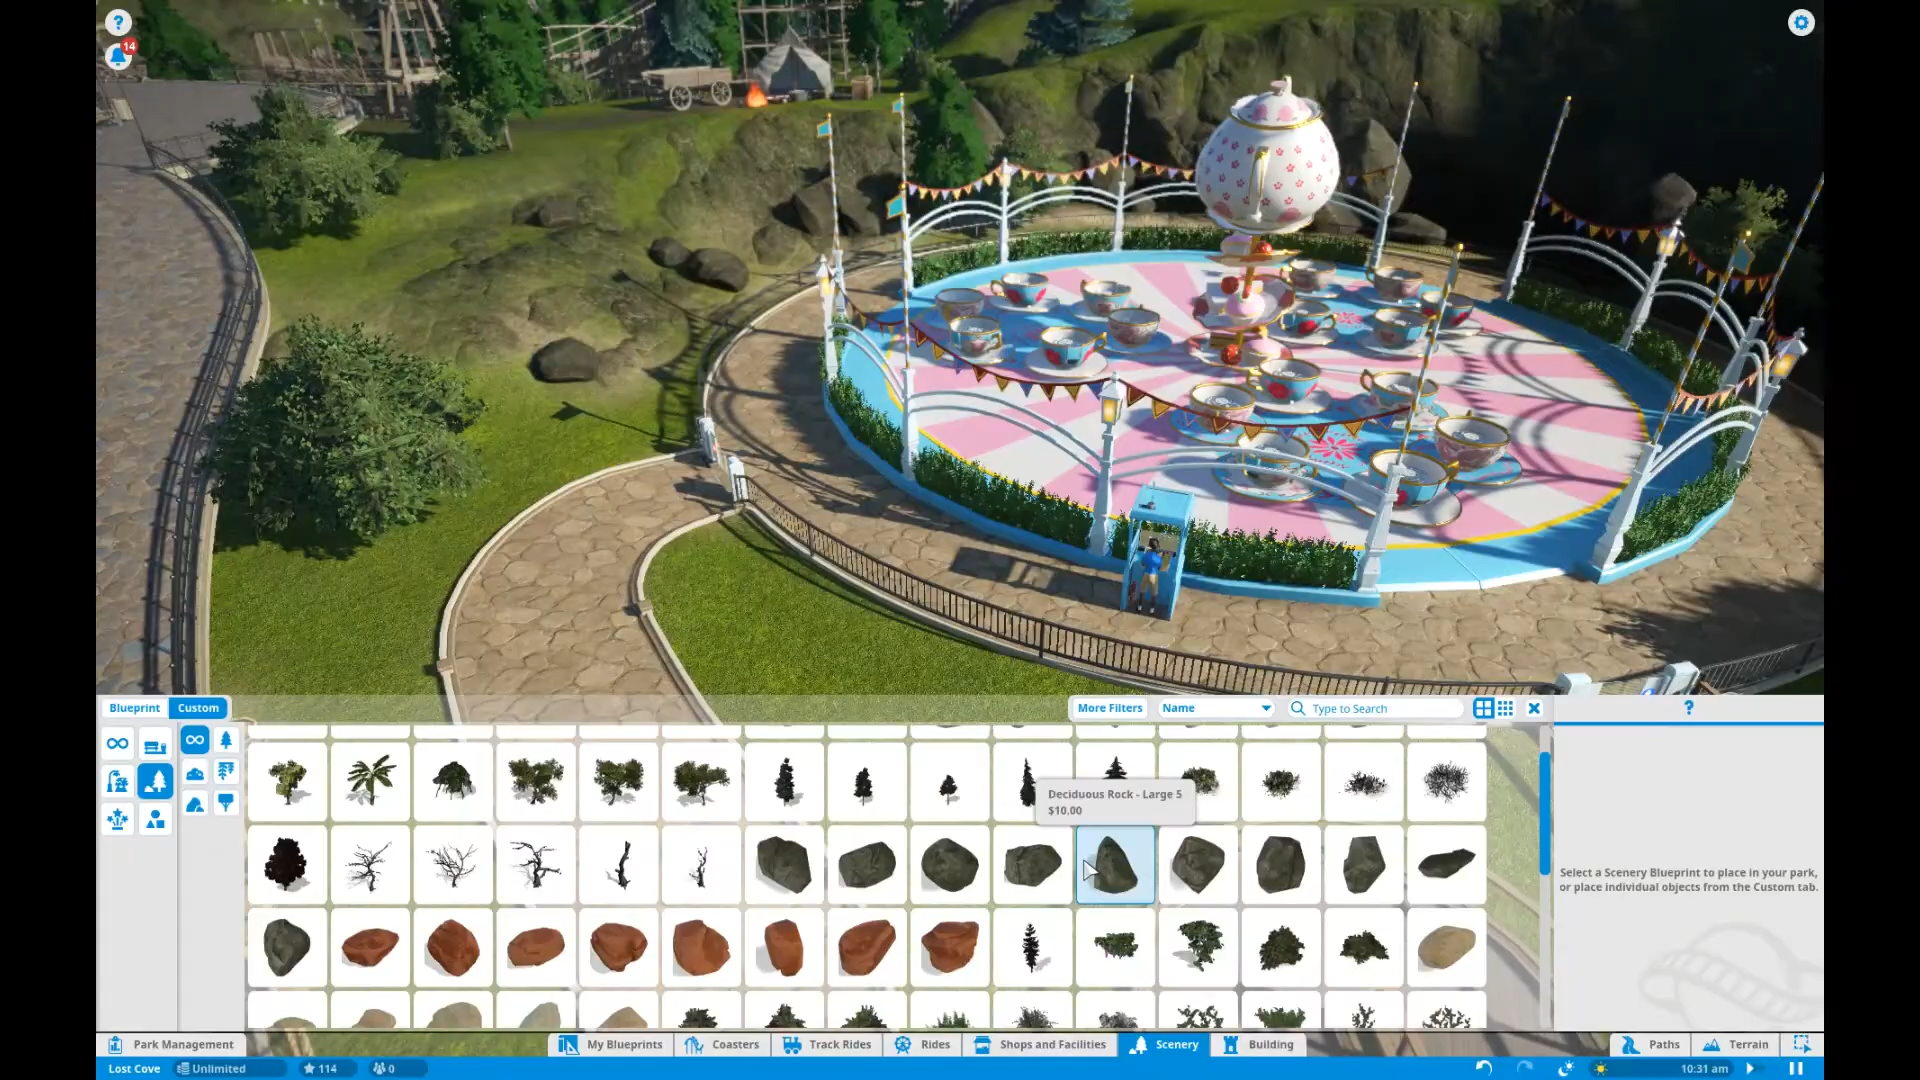 ?
14
Blueprint
Custom
More Filters
Name
Type to Search
?
Deciduous Rock - Large 5
$10.00
Select a Scenery Blueprint to place in your park,
or place individual objects from the Custom tab.
Park Management
My Blueprints
Coasters
Track Rides
Rides
Shops and Facilities
Scenery
Building
Paths
Terrain
Lost Cove
Unlimited
114
0
10:31 am